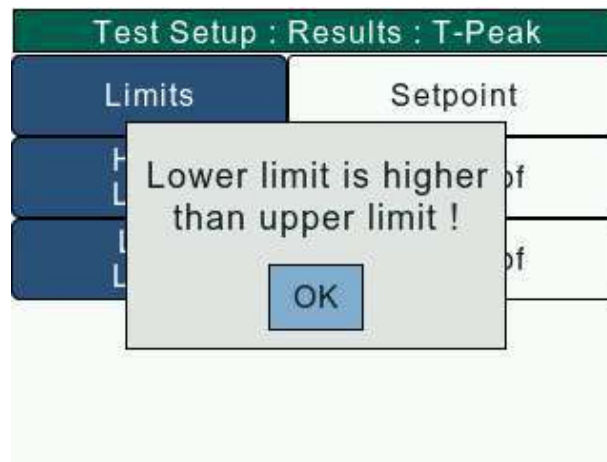 Test Setup : Results : T-Peak
Limits Setpoint
Lower limit is higher
than upper limit !
OK